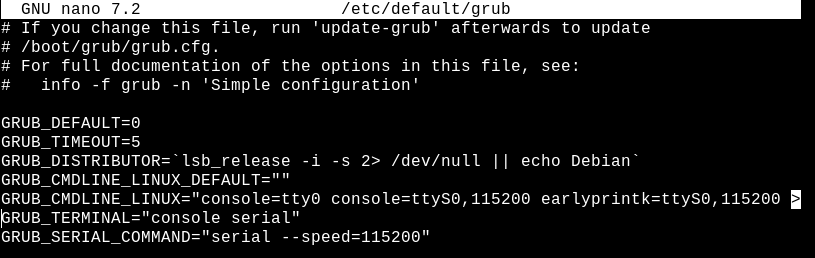 GNU nano 7.2 /etc/default/grub
# If you change this file, run 'update-grub' afterwards to update
# /boot/grub/grub.cfg.
# For full documentation of the options in this file, see:
#   info -f grub -n 'Simple configuration'
GRUB_DEFAULT=0
GRUB_TIMEOUT=5
GRUB_DISTRIBUTOR=`lsb_release -i -s 2> /dev/null || echo Debian`
GRUB_CMDLINE_LINUX_DEFAULT=""
GRUB_CMDLINE_LINUX="console=tty0 console=ttyS0,115200 earlyprintk=ttyS0,115200 >
GRUB_TERMINAL="console serial"
GRUB_SERIAL_COMMAND="serial --speed=115200"